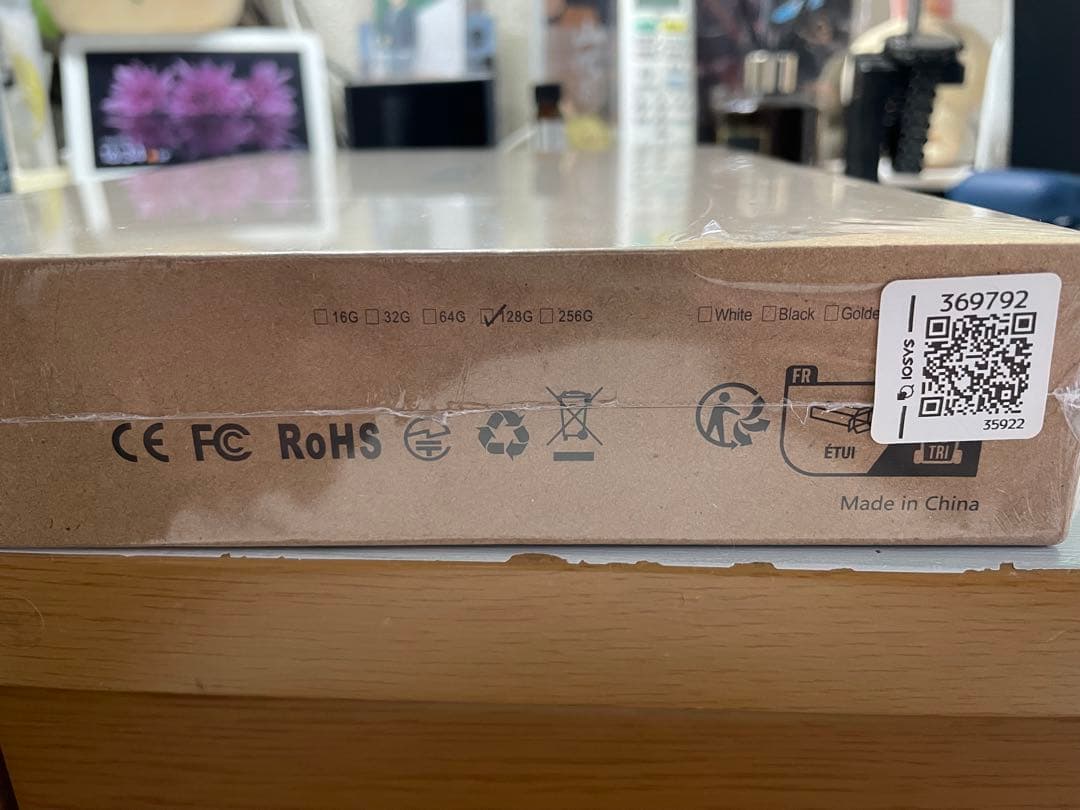 16G 32G 64G 128G 256G
White Black Golde
369792
IOSYS
35922
FR
CE FC RoHS
ÉTUI
TRI
Made in China